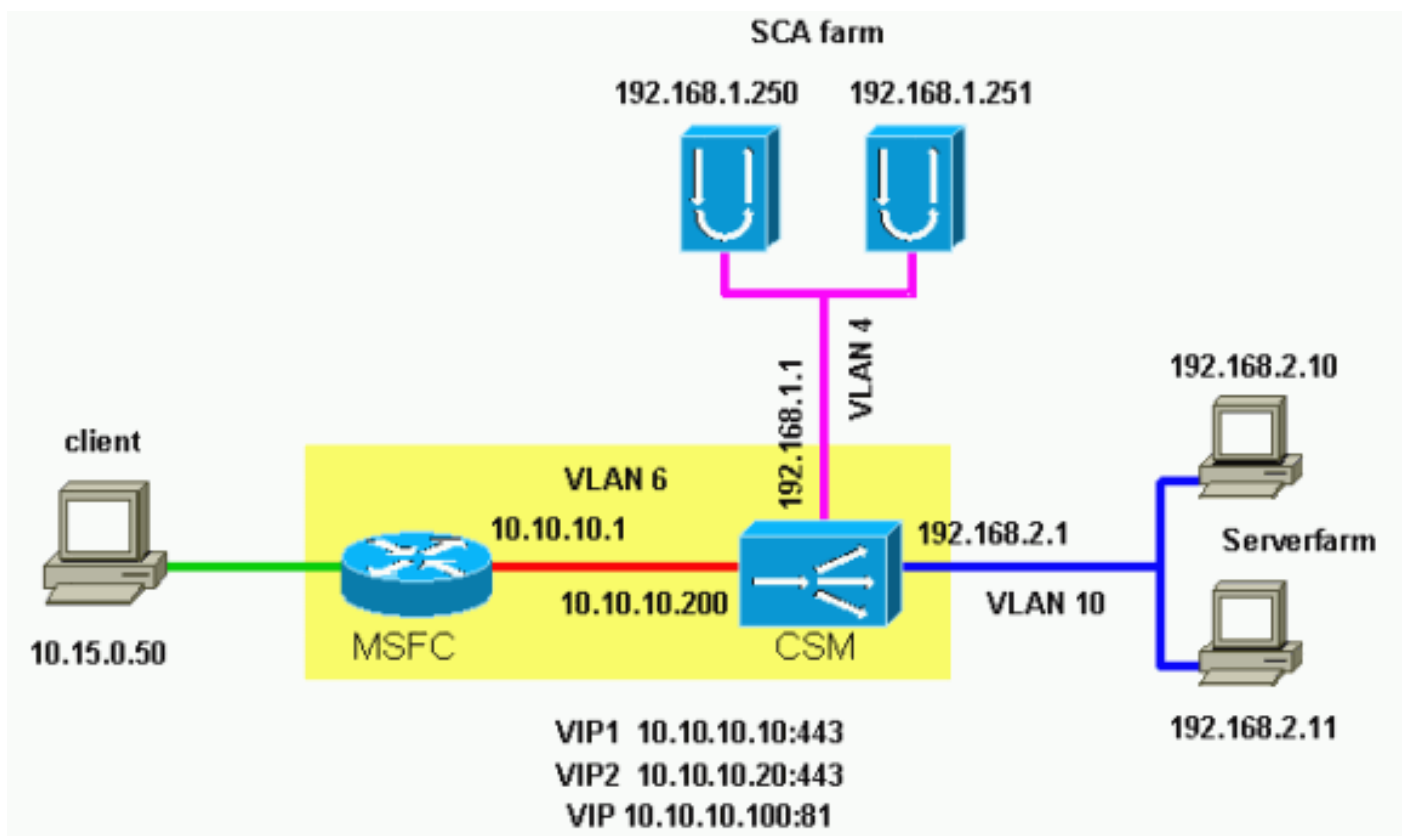 SCA farm
192.168.1.250
192.168.1.251
VLAN 4
192.168.1.1
192.168.2.10
client
VLAN 6
10.10.10.1
192.168.2.1
Serverfarm
10.10.10.200
VLAN 10
10.15.0.50
MSFC
CSM
192.168.2.11
VIP1 10.10.10.10:443
VIP2 10.10.10.20:443
VIP 10.10.10.100:81